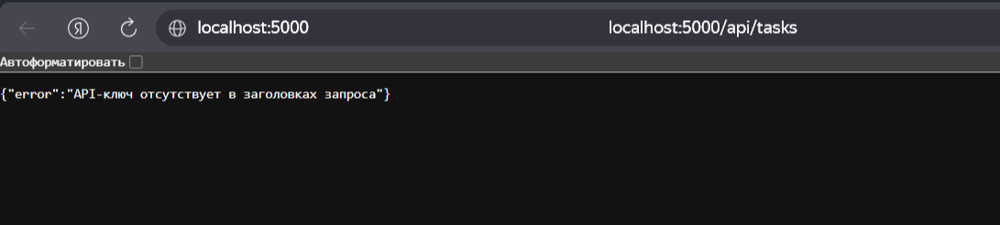 Я localhost:5000 localhost:5000/api/tasks
Автоформатировать
{"error":"API-ключ отсутствует в заголовках запроса"}